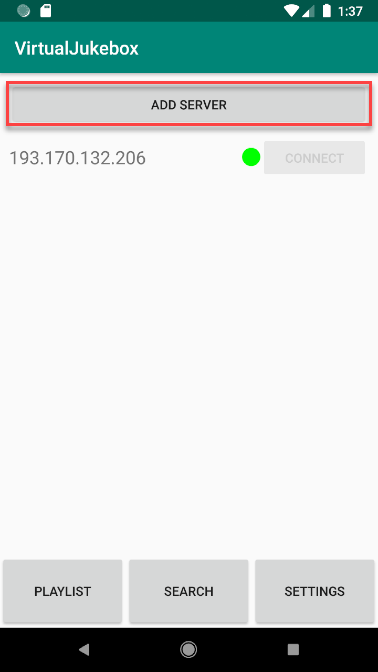 1:37
VirtualJukebox
ADD SERVER
193.170.132.206
CONNECT
PLAYLIST
SEARCH
SETTINGS